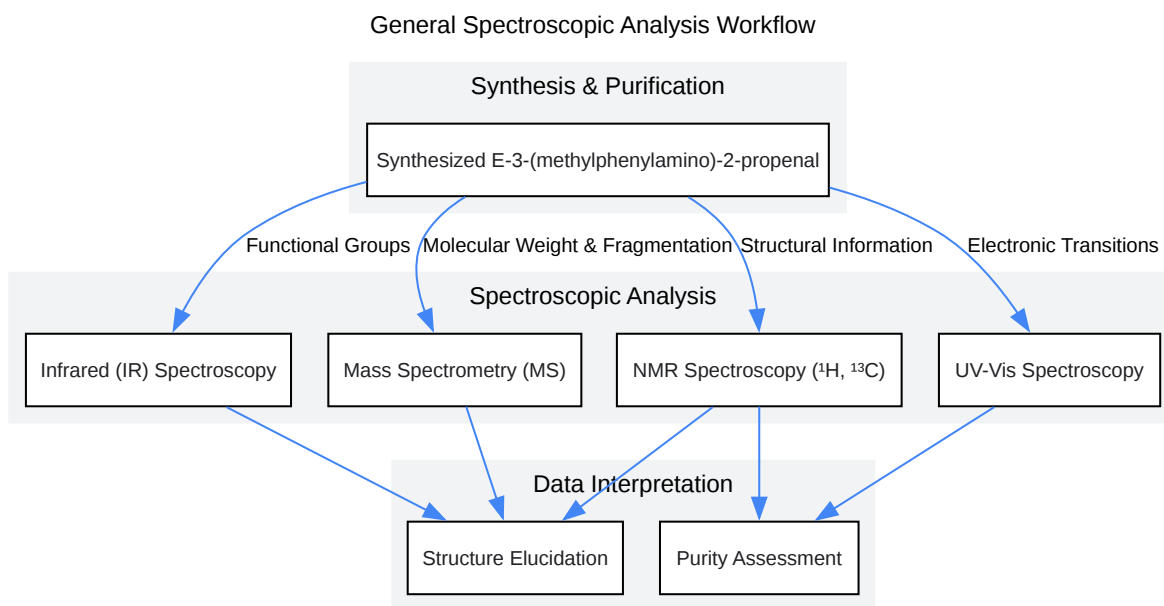 General Spectroscopic Analysis Workflow
Synthesis & Purification
Synthesized E-3-(methylphenylamino)-2-propenal
Functional Groups
Molecular Weight & Fragmentation
Structural Information
Electronic Transitions
Spectroscopic Analysis
Infrared (IR) Spectroscopy
Mass Spectrometry (MS)
NMR Spectroscopy (¹H, ¹³C)
UV-Vis Spectroscopy
Data Interpretation
Structure Elucidation
Purity Assessment